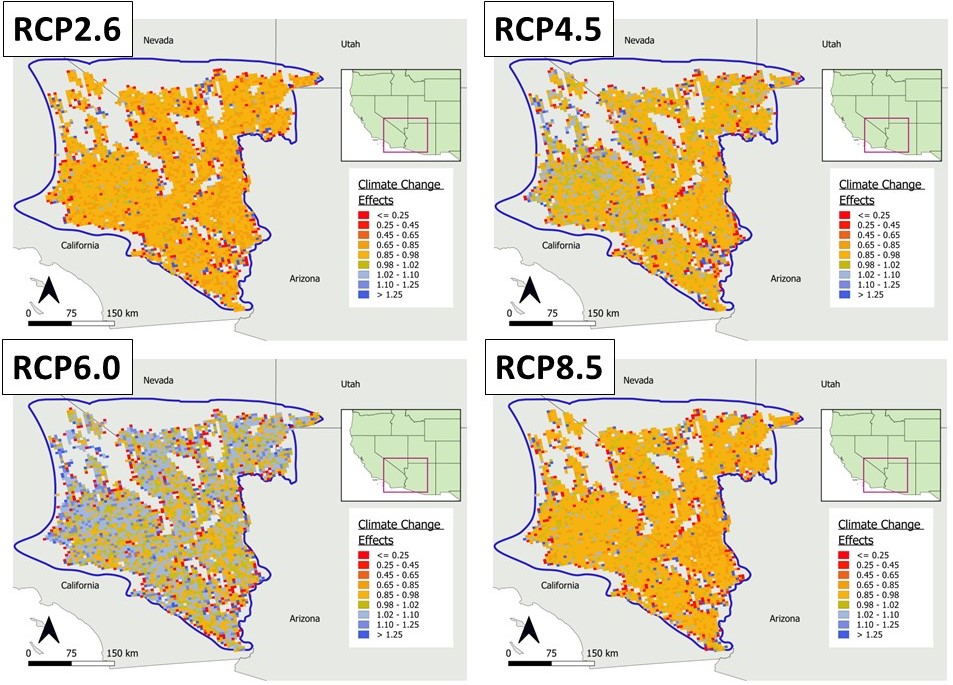 RCP2.6
Nevada
Utah
California
Arizona
Climate Change
Effects
<= 0.25
0.25 - 0.45
0.45 - 0.65
0.65 - 0.85
0.85 - 0.98
0.98 - 1.02
1.02 - 1.10
1.10 - 1.25
> 1.25
0 75 150 km
RCP4.5
Nevada
Utah
California
Arizona
Climate Change
Effects
<= 0.25
0.25 - 0.45
0.45 - 0.65
0.65 - 0.85
0.85 - 0.98
0.98 - 1.02
1.02 - 1.10
1.10 - 1.25
> 1.25
0 75 150 km
RCP6.0
Nevada
Utah
California
Arizona
Climate Change
Effects
<= 0.25
0.25 - 0.45
0.45 - 0.65
0.65 - 0.85
0.85 - 0.98
0.98 - 1.02
1.02 - 1.10
1.10 - 1.25
> 1.25
0 75 150 km
RCP8.5
Nevada
Utah
California
Arizona
Climate Change
Effects
<= 0.25
0.25 - 0.45
0.45 - 0.65
0.65 - 0.85
0.85 - 0.98
0.98 - 1.02
1.02 - 1.10
1.10 - 1.25
> 1.25
0 75 150 km